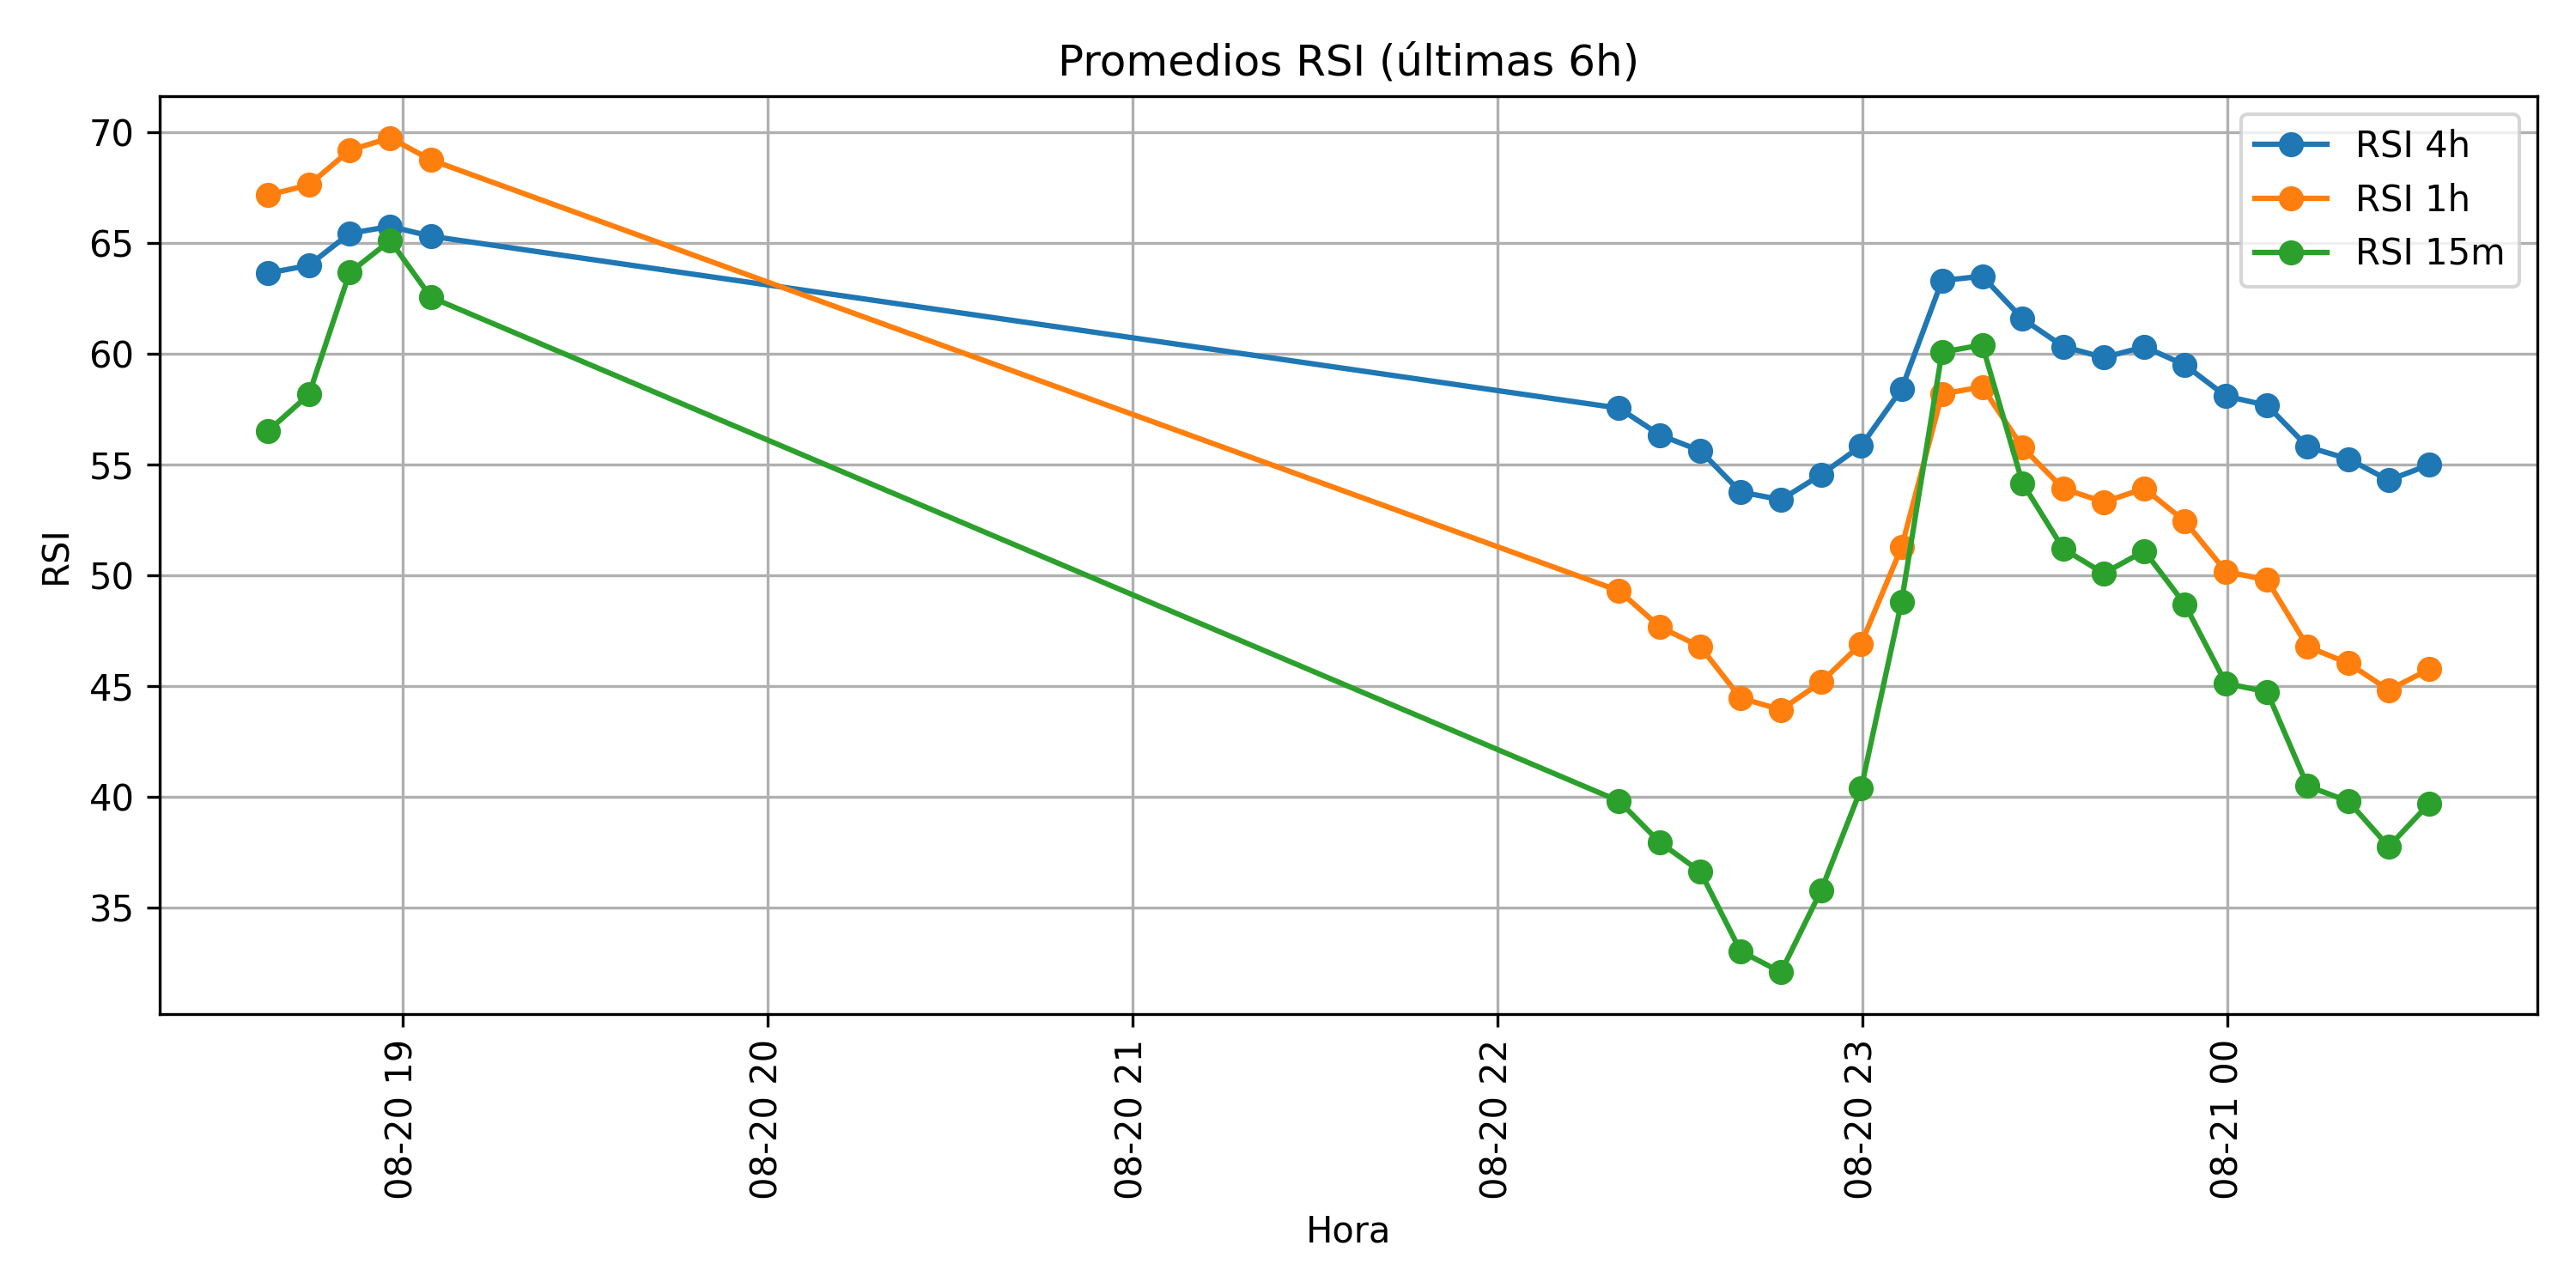 Promedios RSI (últimas 6h)
RSI 4h
RSI 1h
RSI 15m
RSI
70
65
60
55
50
45
40
35
08-20 19
08-20 20
08-20 21
08-20 22
08-20 23
08-21 00
Hora